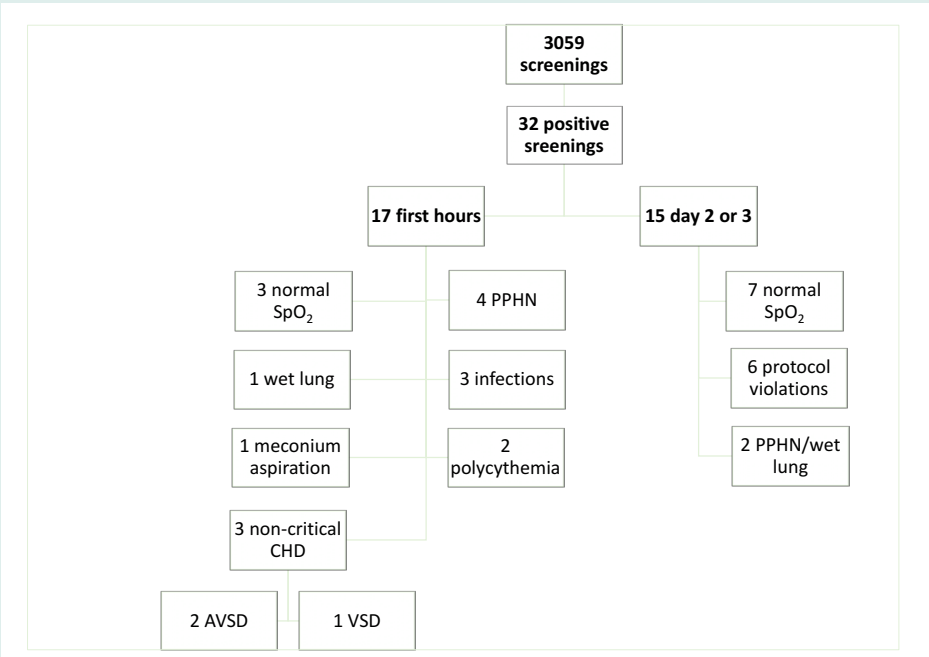 3059
screenings
32 positive
sreenings
17 first hours
15 day 2 or 3
3 normal
SpO₂
4 PPHN
7 normal
SpO₂
1 wet lung
3 infections
6 protocol
violations
1 meconium
aspiration
2
polycythemia
2 PPHN/wet
lung
3 non-critical
CHD
2 AVSD
1 VSD